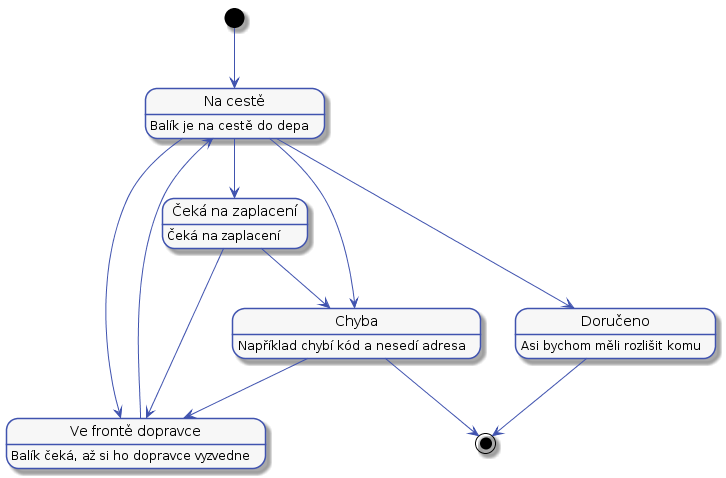 Na cestě
Balík je na cestě do depa
Čeká na zaplacení
Čeká na zaplacení
Chyba
Například chybí kód a nesedí adresa
Doručeno
Asi bychom měli rozlišit komu
Ve frontě dopravce
Balík čeká, až si ho dopravce vyzvedne